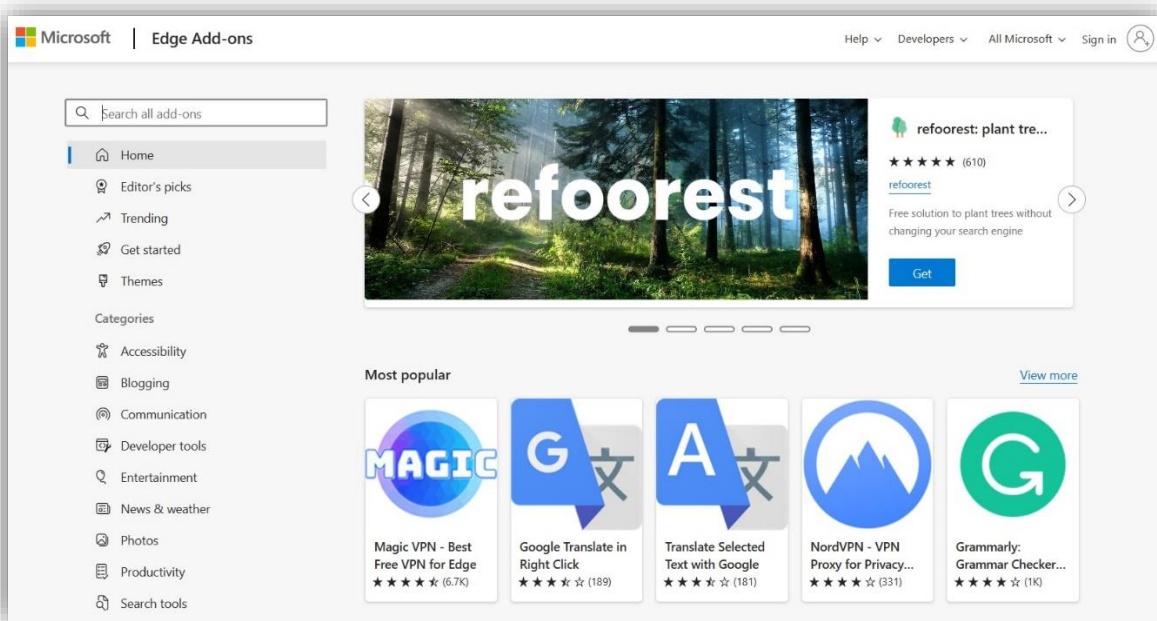 Microsoft
Edge Add-ons
Help
Developers
All Microsoft
Sign in
Search all add-ons
Home
Editor's picks
Trending
Get started
Themes
Categories
Accessibility
Blogging
Communication
Developer tools
Entertainment
News & weather
Photos
Productivity
Search tools
refoorest
refoorest: plant tre...
(610)
refoorest
Free solution to plant trees without
changing your search engine
Get
Most popular
View more
MAGIC
Magic VPN - Best
Free VPN for Edge
(6.7K)
G 文
Google Translate in
Right Click
(189)
A 文
Translate Selected
Text with Google
(181)
NordVPN - VPN
Proxy for Privacy...
(331)
G
Grammarly:
Grammar Checker...
(1K)